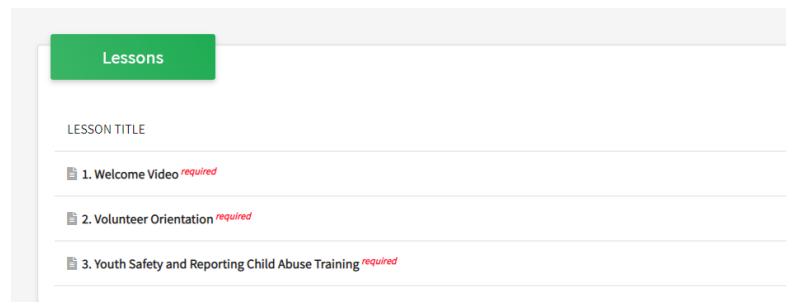 Lessons
LESSON TITLE
1. Welcome Video required
2. Volunteer Orientation required
3. Youth Safety and Reporting Child Abuse Training required